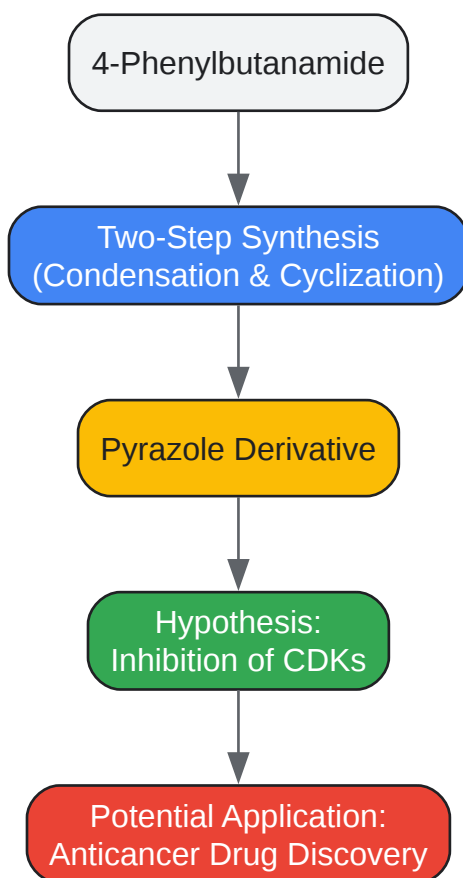 4-Phenylbutanamide
Two-Step Synthesis
(Condensation & Cyclization)
Pyrazole Derivative
Hypothesis:
Inhibition of CDKs
Potential Application:
Anticancer Drug Discovery